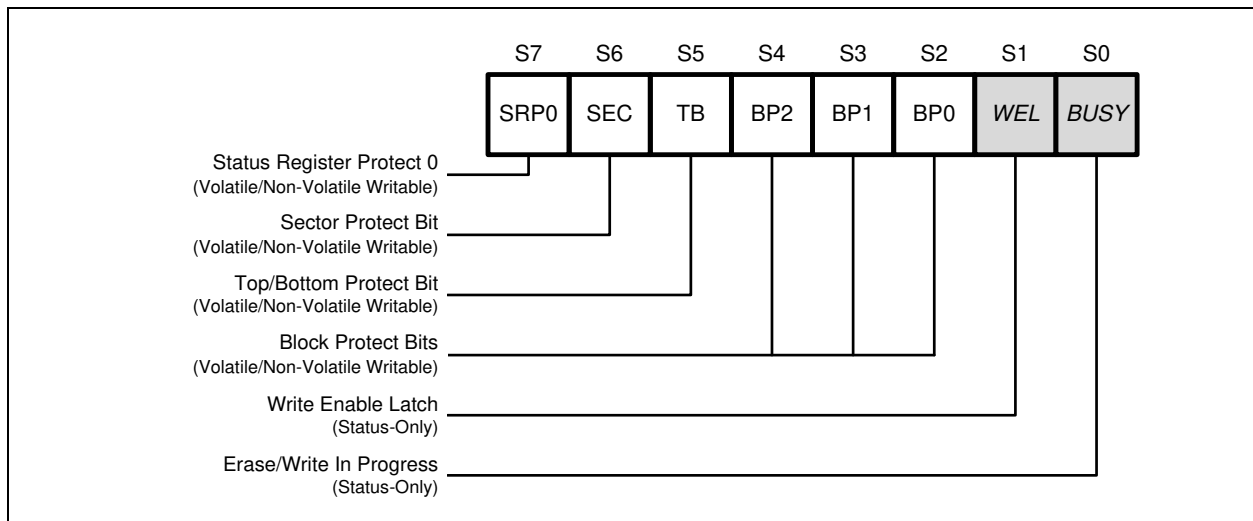 S7 S6 S5 S4 S3 S2 S1 S0
SRP0 SEC TB BP2 BP1 BP0 WEL BUSY
Status Register Protect 0
(Volatile/Non-Volatile Writable)
Sector Protect Bit
(Volatile/Non-Volatile Writable)
Top/Bottom Protect Bit
(Volatile/Non-Volatile Writable)
Block Protect Bits
(Volatile/Non-Volatile Writable)
Write Enable Latch
(Status-Only)
Erase/Write In Progress
(Status-Only)